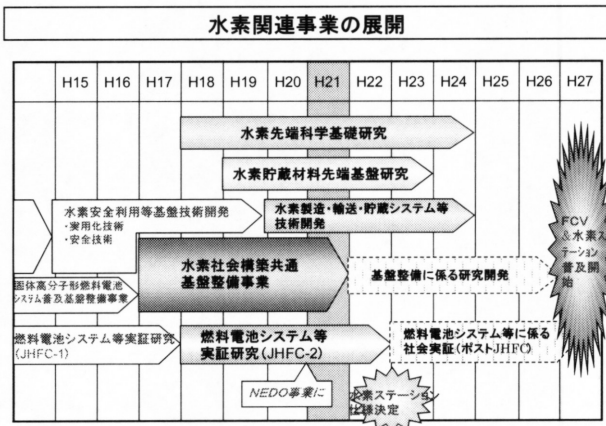 水素関連事業の展開
H15 H16 H17 H18 H19 H20 H21 H22 H23 H24 H25 H26 H27
水素先端科学基礎研究
水素貯蔵材料先端基盤研究
水素安全利用等基盤技術開発
・実用化技術
・安全技術
水素製造・輸送・貯蔵システム等
技術開発
FCV
&水素ス
テーション
普及開
始
水素社会構築共通
基盤整備事業
基盤整備に係る研究開発
固体高分子形燃料電池
システム普及基盤整備事業
燃料電池システム等実証研究
(JHFC-1)
燃料電池システム等
実証研究(JHFC-2)
燃料電池システム等に係る
社会実証(ポストJHFC)
NEDO事業に
水素ステーション
仕様決定